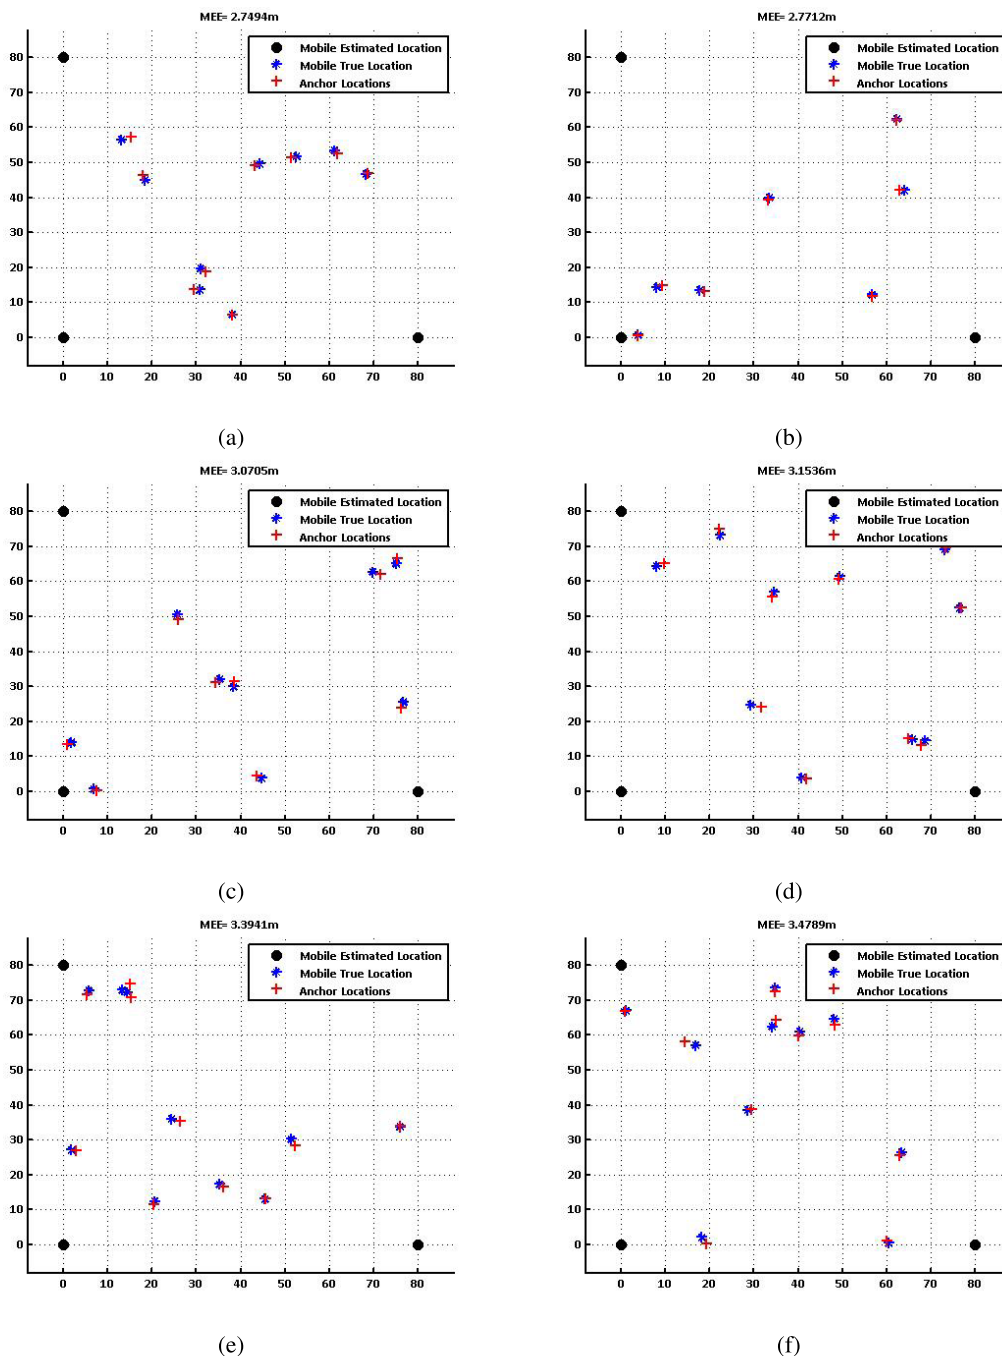 MEE= 2.7494m
Mobile Estimated Location
Mobile True Location
Anchor Locations
80
70
60
50
40
30
20
10
0
0 10 20 30 40 50 60 70 80
(a)
MEE= 2.7712m
Mobile Estimated Location
Mobile True Location
Anchor Locations
80
70
60
50
40
30
20
10
0
0 10 20 30 40 50 60 70 80
(b)
MEE= 3.0705m
Mobile Estimated Location
Mobile True Location
Anchor Locations
80
70
60
50
40
30
20
10
0
0 10 20 30 40 50 60 70 80
(c)
MEE= 3.1536m
Mobile Estimated Location
Mobile True Location
Anchor Locations
80
70
60
50
40
30
20
10
0
0 10 20 30 40 50 60 70 80
(d)
MEE= 3.3941m
Mobile Estimated Location
Mobile True Location
Anchor Locations
80
70
60
50
40
30
20
10
0
0 10 20 30 40 50 60 70 80
(e)
MEE= 3.4789m
Mobile Estimated Location
Mobile True Location
Anchor Locations
80
70
60
50
40
30
20
10
0
0 10 20 30 40 50 60 70 80
(f)